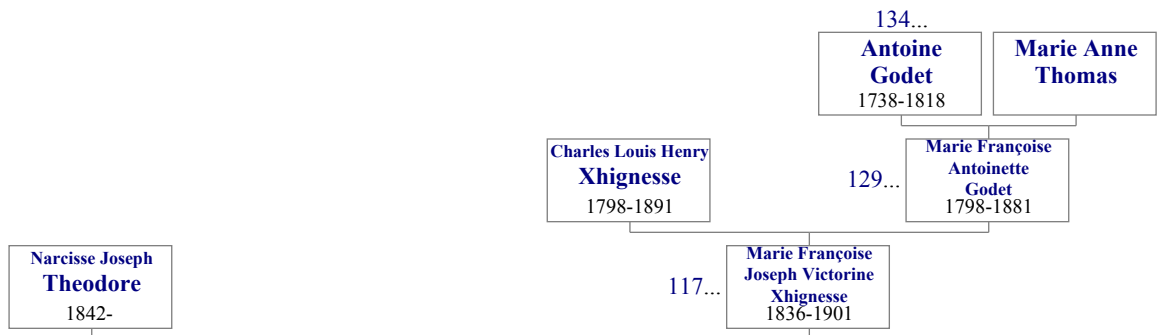 134...
Antoine
Godet
1738-1818
Marie Anne
Thomas
Charles Louis Henry
Xhignesse
1798-1891
129...
Marie Françoise
Antoinette
Godet
1798-1881
Narcisse Joseph
Theodore
1842-
117...
Marie Françoise
Joseph Victorine
Xhignesse
1836-1901